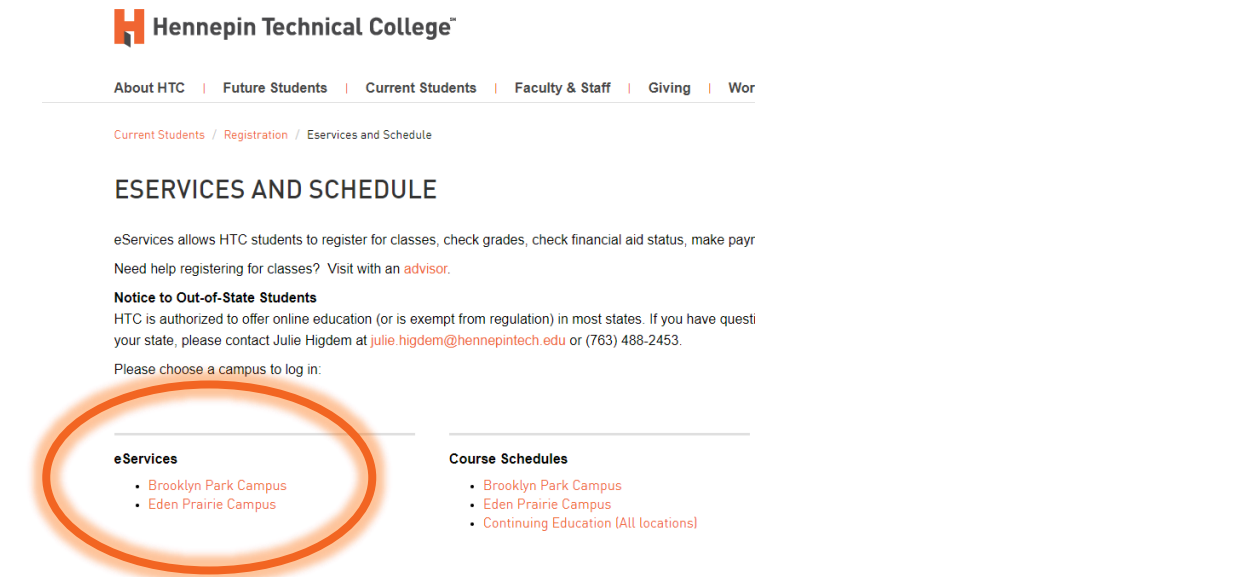 Hennepin Technical College℠
About HTC | Future Students | Current Students | Faculty & Staff | Giving | Wor
Current Students / Registration / Eservices and Schedule
ESERVICES AND SCHEDULE
eServices allows HTC students to register for classes, check grades, check financial aid status, make payr
Need help registering for classes? Visit with an advisor.
Notice to Out-of-State Students
HTC is authorized to offer online education (or is exempt from regulation) in most states. If you have questi
your state, please contact Julie Higdem at julie.higdem@hennepintech.edu or (763) 488-2453.
Please choose a campus to log in:
eServices
• Brooklyn Park Campus
• Eden Prairie Campus
Course Schedules
• Brooklyn Park Campus
• Eden Prairie Campus
• Continuing Education (All locations)